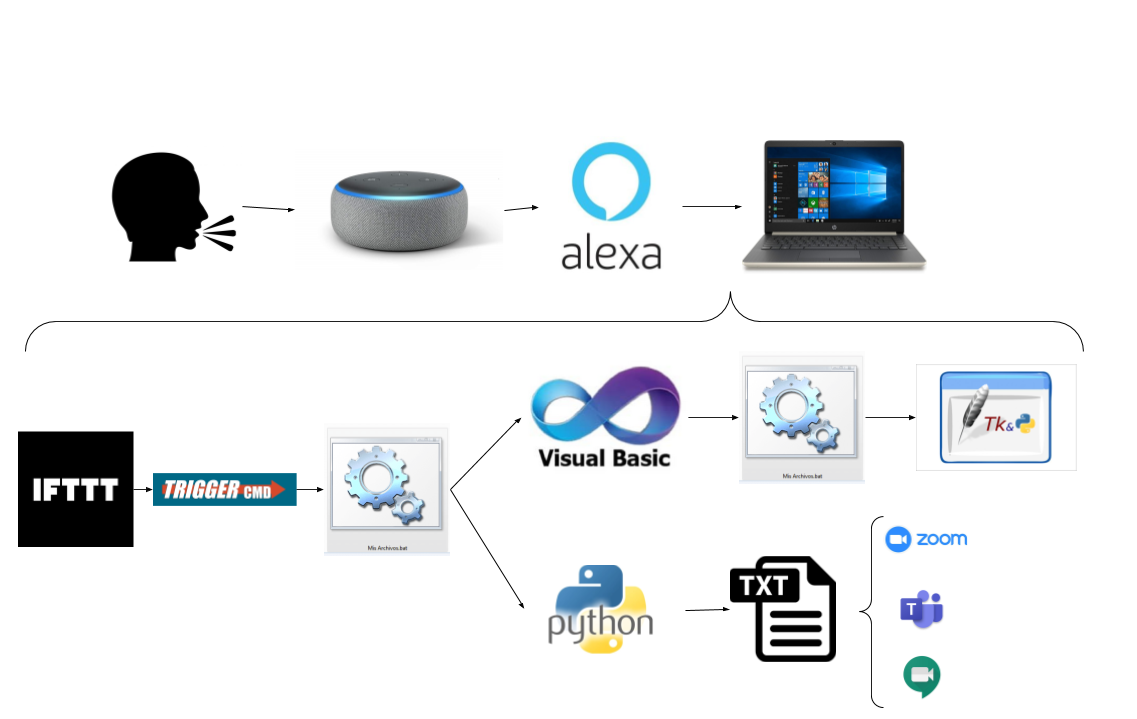 alexa
IFTTT
TRIGGER CMD
Mis Archivos.bat
Visual Basic
Mis Archivos.bat
Tk&
python
TXT
zoom
T